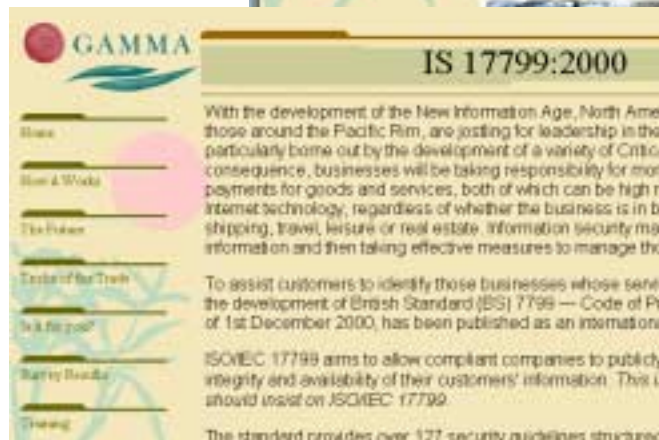 GAMMA
IS 17799:2000
With the development of the New Information Age, North Ame
those around the Pacific Rim, are jostling for leadership in the
particularly borne out by the development of a variety of Critic
consequence, businesses will be taking responsibility for mor
payments for goods and services, both of which can be high r
Internet technology, regardless of whether the business is in b
shipping, travel, leisure or real estate. Information security ma
information and then taking effective measures to manage tho
To assist customers to identify those businesses whose servi
the development of British Standard (BS) 7799 — Code of Pr
of 1st December 2000, has been published as an internation
ISO/IEC 17799 aims to allow compliant companies to publicly
integrity and availability of their customers' information. This i
should insist on ISO/IEC 17799.
The standard provides over 127 security guidelines structured
Home
How it Works
The Future
Tricks of the Trade
Is it for you?
Survey Results
Training